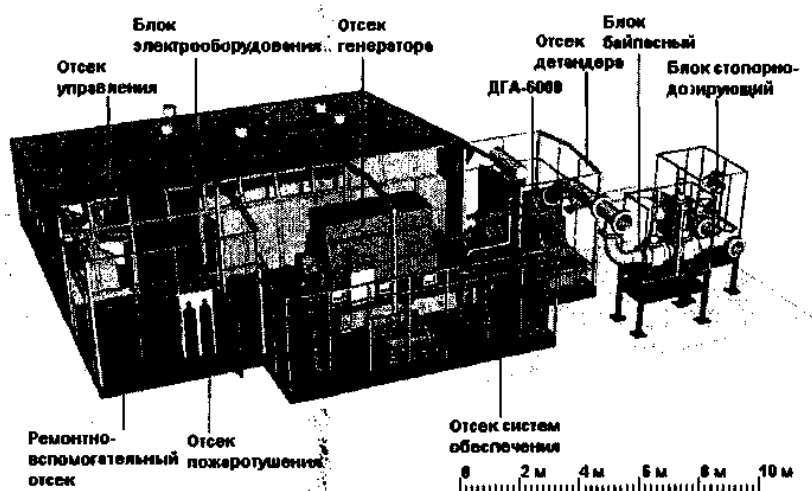 Отсек
управления
Блок
электрооборудования
Отсек
генератора
ДГА-5000
Отсек
детандера
Блок
байпасный
Блок стопорно-
дозирующий
Ремонтно-
вспомогательный
отсек
Отсек
пожаротушения
Отсек систем
обеспечения
0 2 м 4 м 6 м 8 м 10 м